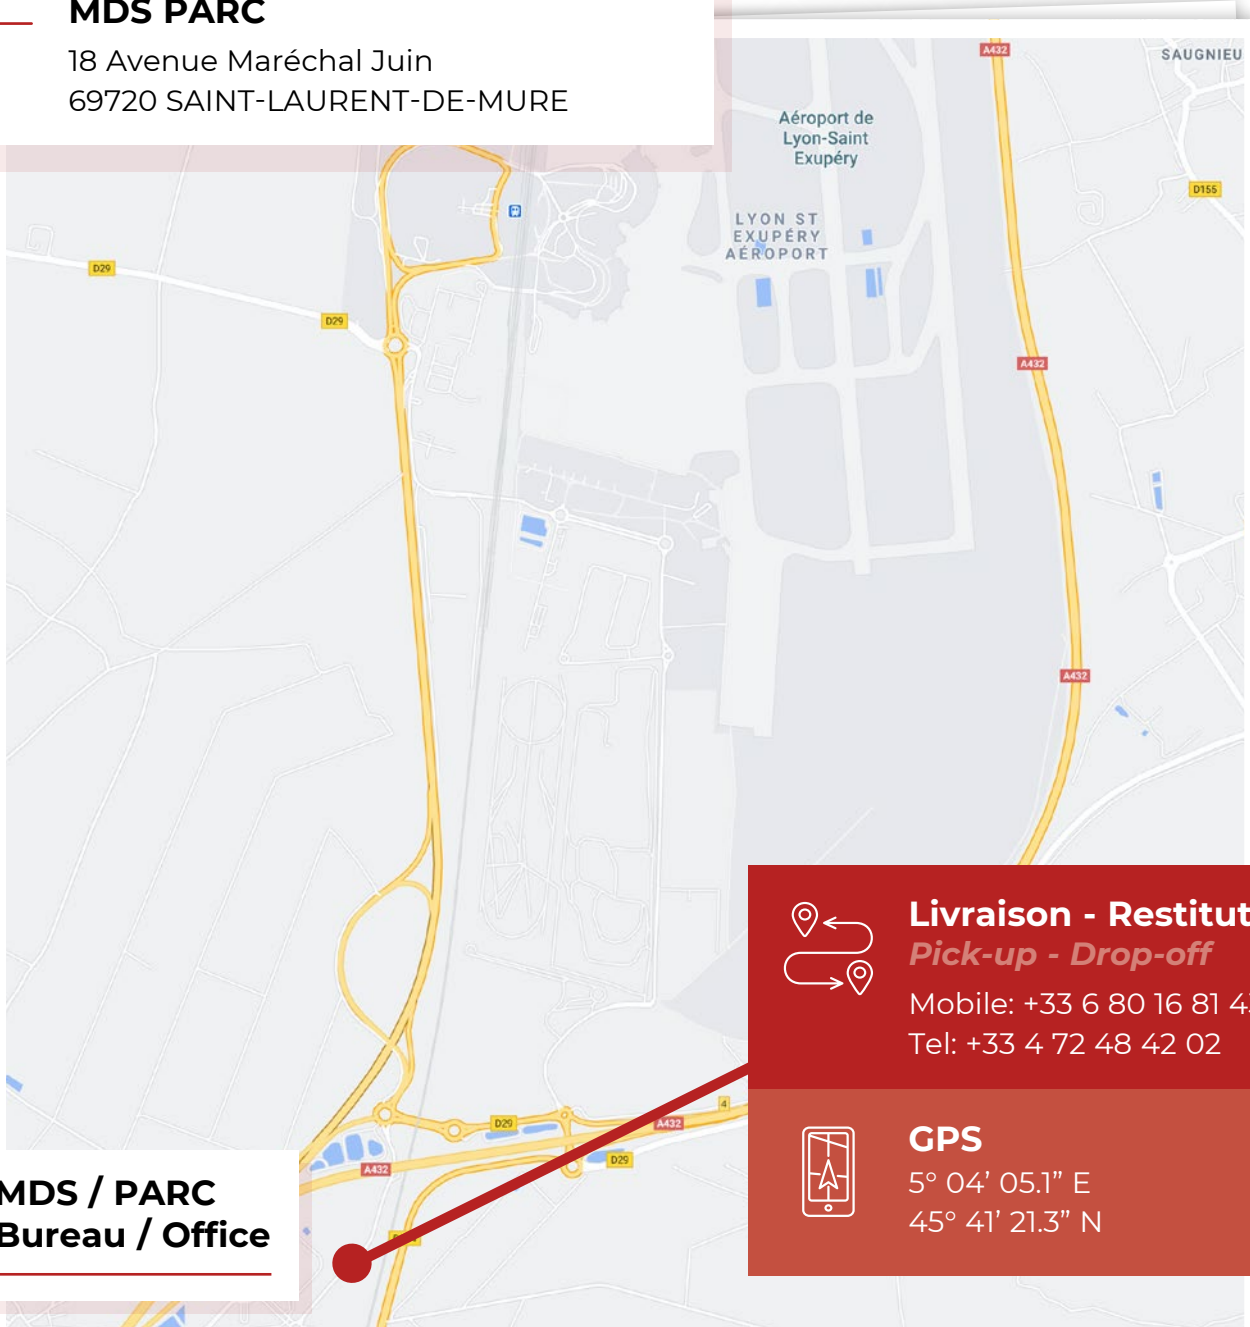 MDS PARC
18 Avenue Maréchal Juin
69720 SAINT-LAURENT-DE-MURE
A432
SAUGNIEU
Aéroport de
Lyon-Saint
Exupéry
D155
LYON ST
EXUPÉRY
AÉROPORT
D29
D29
A432
A432
Livraison - Restitut
Pick-up - Drop-off
Mobile: +33 6 80 16 81 4
Tel: +33 4 72 48 42 02
4
D29
A432
D29
A432
GPS
5° 04’ 05.1” E
45° 41’ 21.3” N
MDS / PARC
Bureau / Office